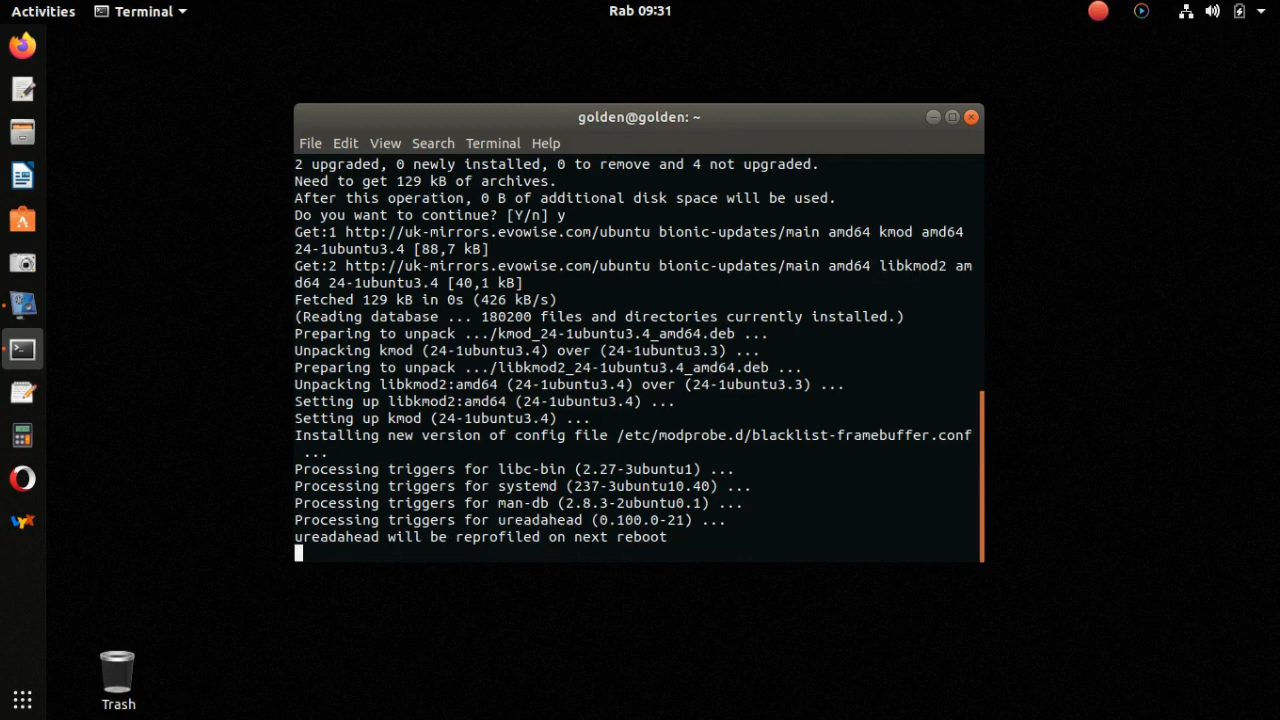 Activities Terminal Rab 09:31
golden@golden: ~
File Edit View Search Terminal Help
2 upgraded, 0 newly installed, 0 to remove and 4 not upgraded.
Need to get 129 kB of archives.
After this operation, 0 B of additional disk space will be used.
Do you want to continue? [Y/n] y
Get:1 http://uk-mirrors.evowise.com/ubuntu bionic-updates/main amd64 kmod amd64
24-1ubuntu3.4 [88,7 kB]
Get:2 http://uk-mirrors.evowise.com/ubuntu bionic-updates/main amd64 libkmod2 am
d64 24-1ubuntu3.4 [40,1 kB]
Fetched 129 kB in 0s (426 kB/s)
(Reading database ... 180200 files and directories currently installed.)
Preparing to unpack .../kmod_24-1ubuntu3.4_amd64.deb ...
Unpacking kmod (24-1ubuntu3.4) over (24-1ubuntu3.3) ...
Preparing to unpack .../libkmod2_24-1ubuntu3.4_amd64.deb ...
Unpacking libkmod2:amd64 (24-1ubuntu3.4) over (24-1ubuntu3.3) ...
Setting up libkmod2:amd64 (24-1ubuntu3.4) ...
Setting up kmod (24-1ubuntu3.4) ...
Installing new version of config file /etc/modprobe.d/blacklist-framebuffer.conf
...
Processing triggers for libc-bin (2.27-3ubuntu1) ...
Processing triggers for systemd (237-3ubuntu10.40) ...
Processing triggers for man-db (2.8.3-2ubuntu0.1) ...
Processing triggers for ureadahead (0.100.0-21) ...
ureadahead will be reprofiled on next reboot
Trash